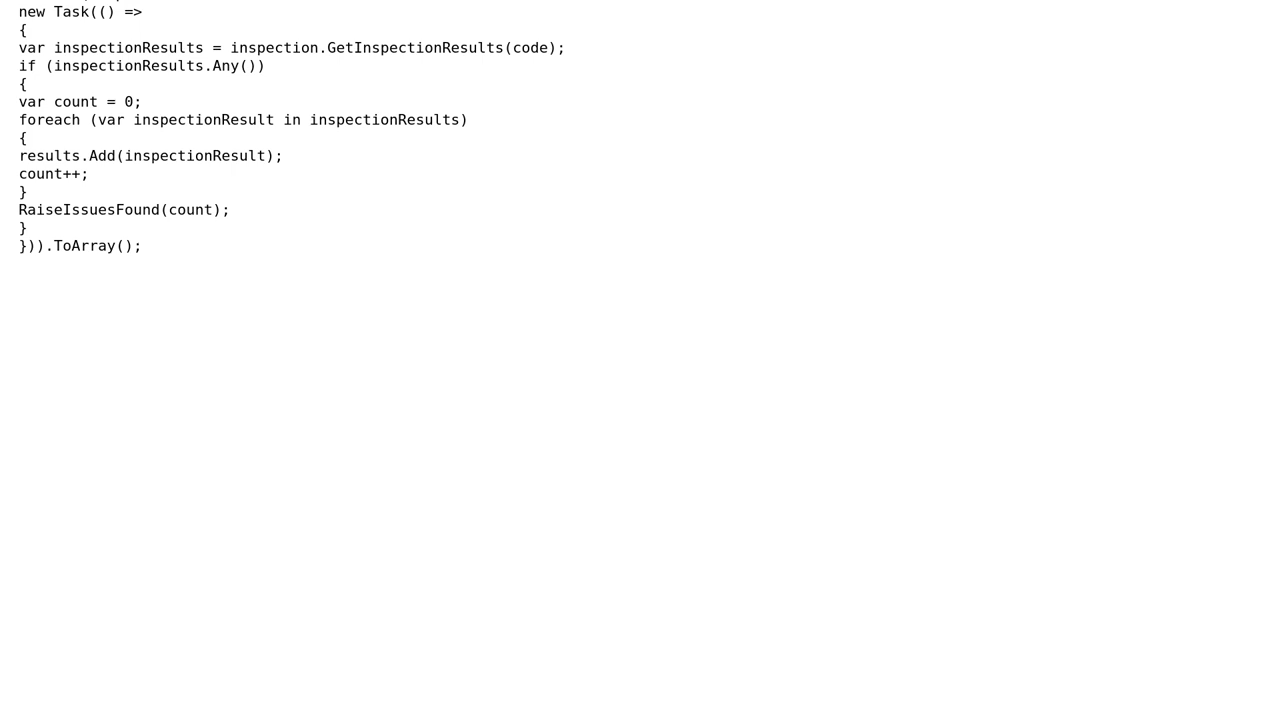 new Task(() =>
{
var inspectionResults = inspection.GetInspectionResults(code);
if (inspectionResults.Any())
{
var count = 0;
foreach (var inspectionResult in inspectionResults)
{
results.Add(inspectionResult);
count++;
}
RaiseIssuesFound(count);
}
})).ToArray();